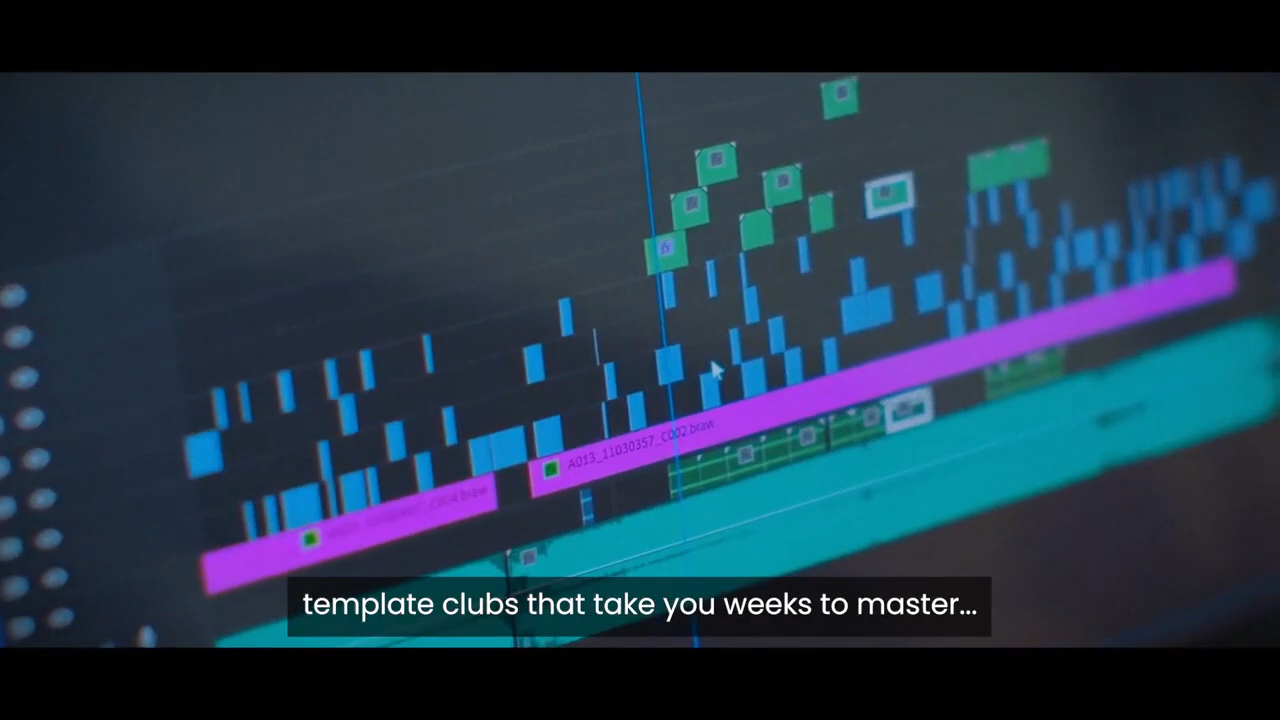 A013_11030357_C002.braw
template clubs that take you weeks to master...